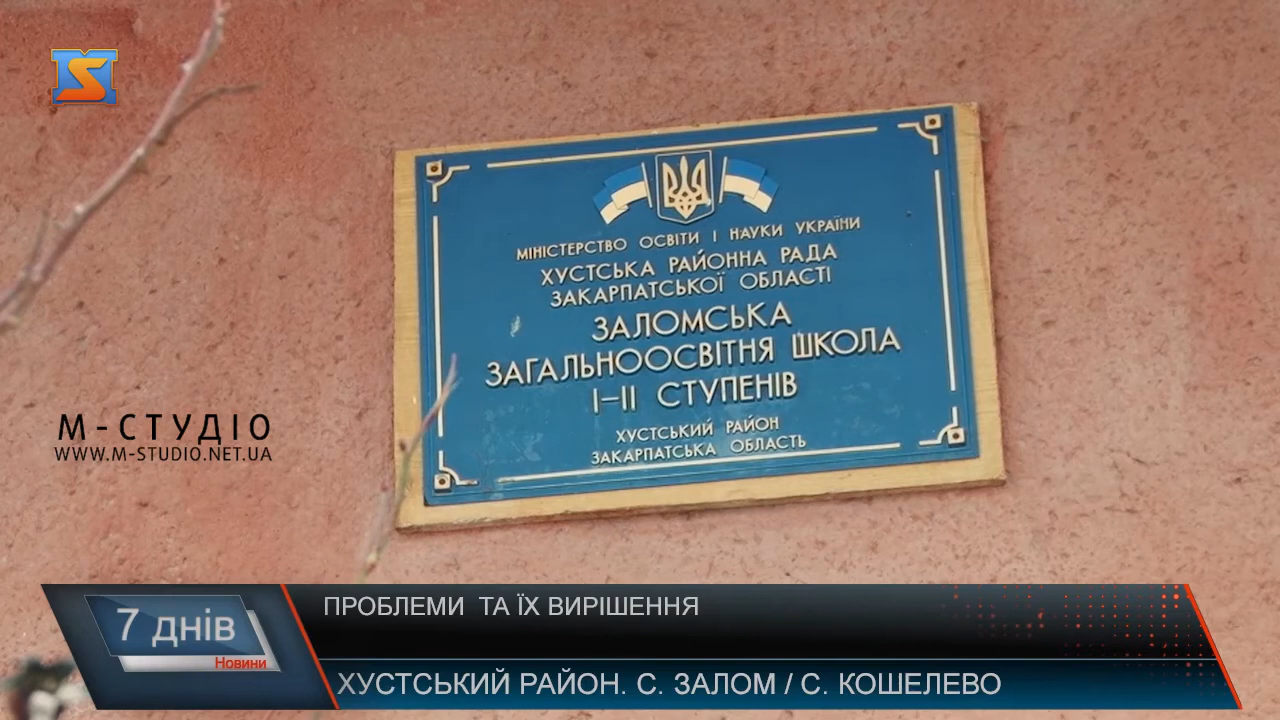 МІНІСТЕРСТВО ОСВІТИ І НАУКИ УКРАЇНИ
ХУСТСЬКА РАЙОННА РАДА
ЗАКАРПАТСЬКОЇ ОБЛАСТІ
ЗАЛОМСЬКА
ЗАГАЛЬНООСВІТНЯ ШКОЛА
І–ІІ СТУПЕНІВ
ХУСТСЬКИЙ РАЙОН
ЗАКАРПАТСЬКА ОБЛАСТЬ
М-СТУДІО
WWW.M-STUDIO.NET.UA
7 днів
Новини
ПРОБЛЕМИ ТА ЇХ ВИРІШЕННЯ
ХУСТСЬКИЙ РАЙОН. С. ЗАЛОМ / С. КОШЕЛЕВО